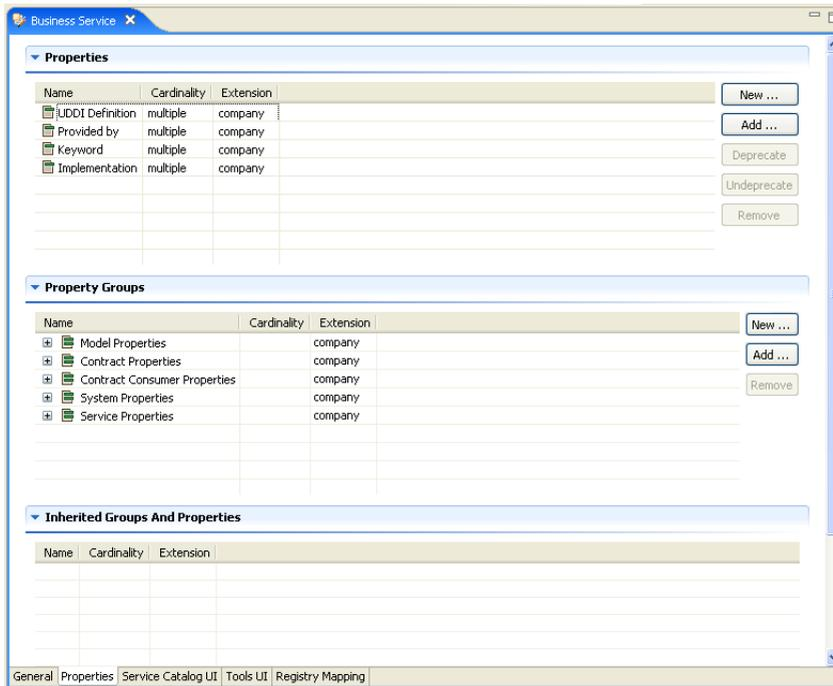 Business Service
Properties
Name Cardinality Extension
UDDI Definition multiple company
Provided by multiple company
Keyword multiple company
Implementation multiple company
New ...
Add ...
Deprecate
Undeprecate
Remove
Property Groups
Name Cardinality Extension
Model Properties company
Contract Properties company
Contract Consumer Properties company
System Properties company
Service Properties company
New ...
Add ...
Remove
Inherited Groups And Properties
Name Cardinality Extension
General Properties Service Catalog UI Tools UI Registry Mapping